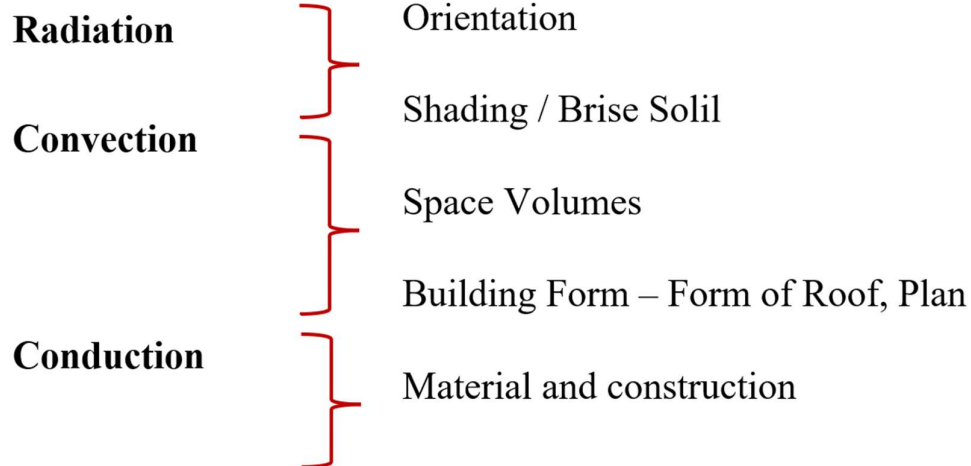 Radiation
Orientation
Shading / Brise Solil
Convection
Space Volumes
Building Form – Form of Roof, Plan
Conduction
Material and construction